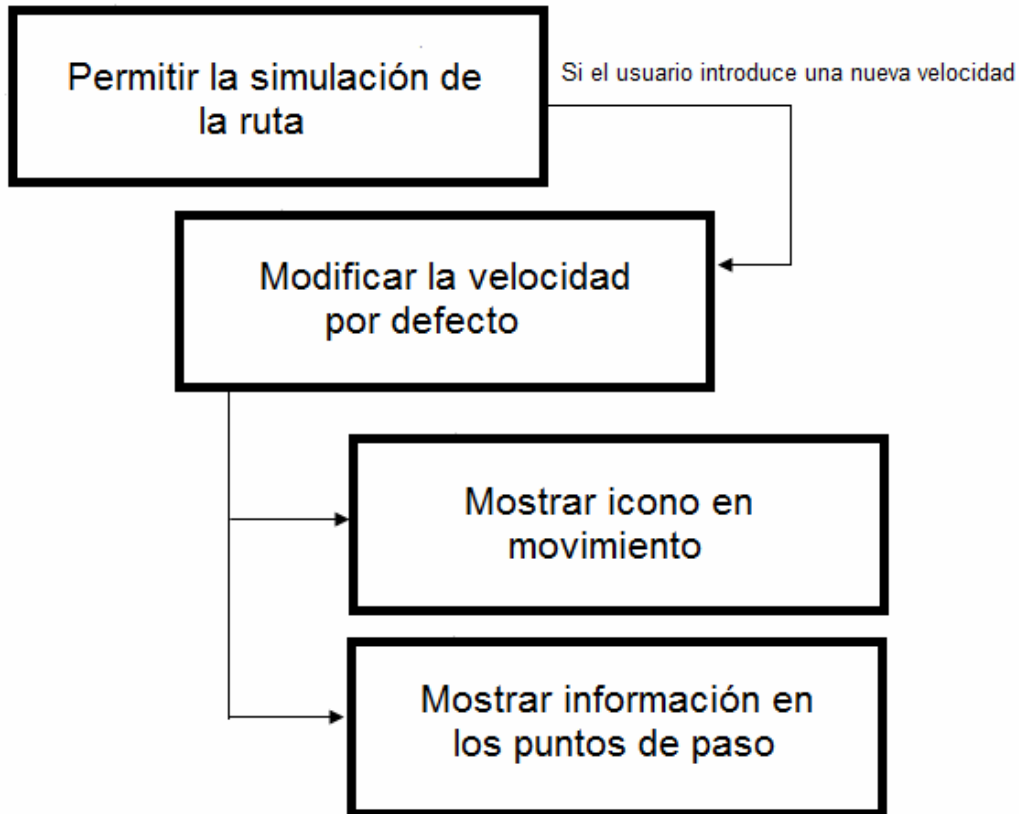 Permitir la simulación de
la ruta
Si el usuario introduce una nueva velocidad
Modificar la velocidad
por defecto
Mostrar icono en
movimiento
Mostrar información en
los puntos de paso